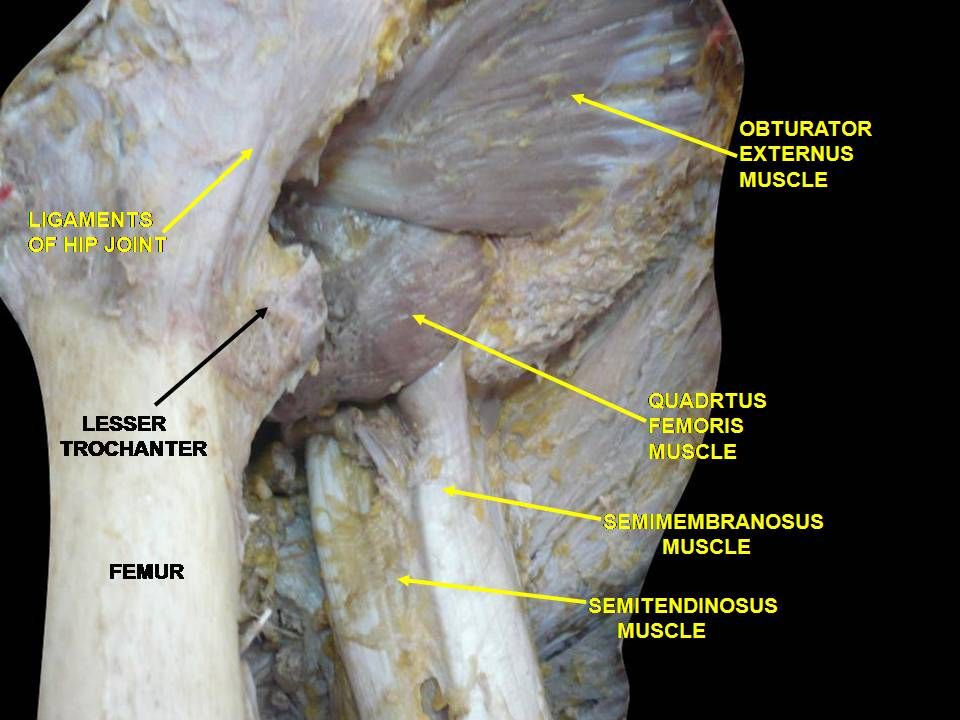 OBTURATOR
EXTERNUS
MUSCLE
LIGAMENTS
OF HIP JOINT
LESSER
TROCHANTER
QUADRTUS
FEMORIS
MUSCLE
SEMIMEMBRANOSUS
MUSCLE
FEMUR
SEMITENDINOSUS
MUSCLE